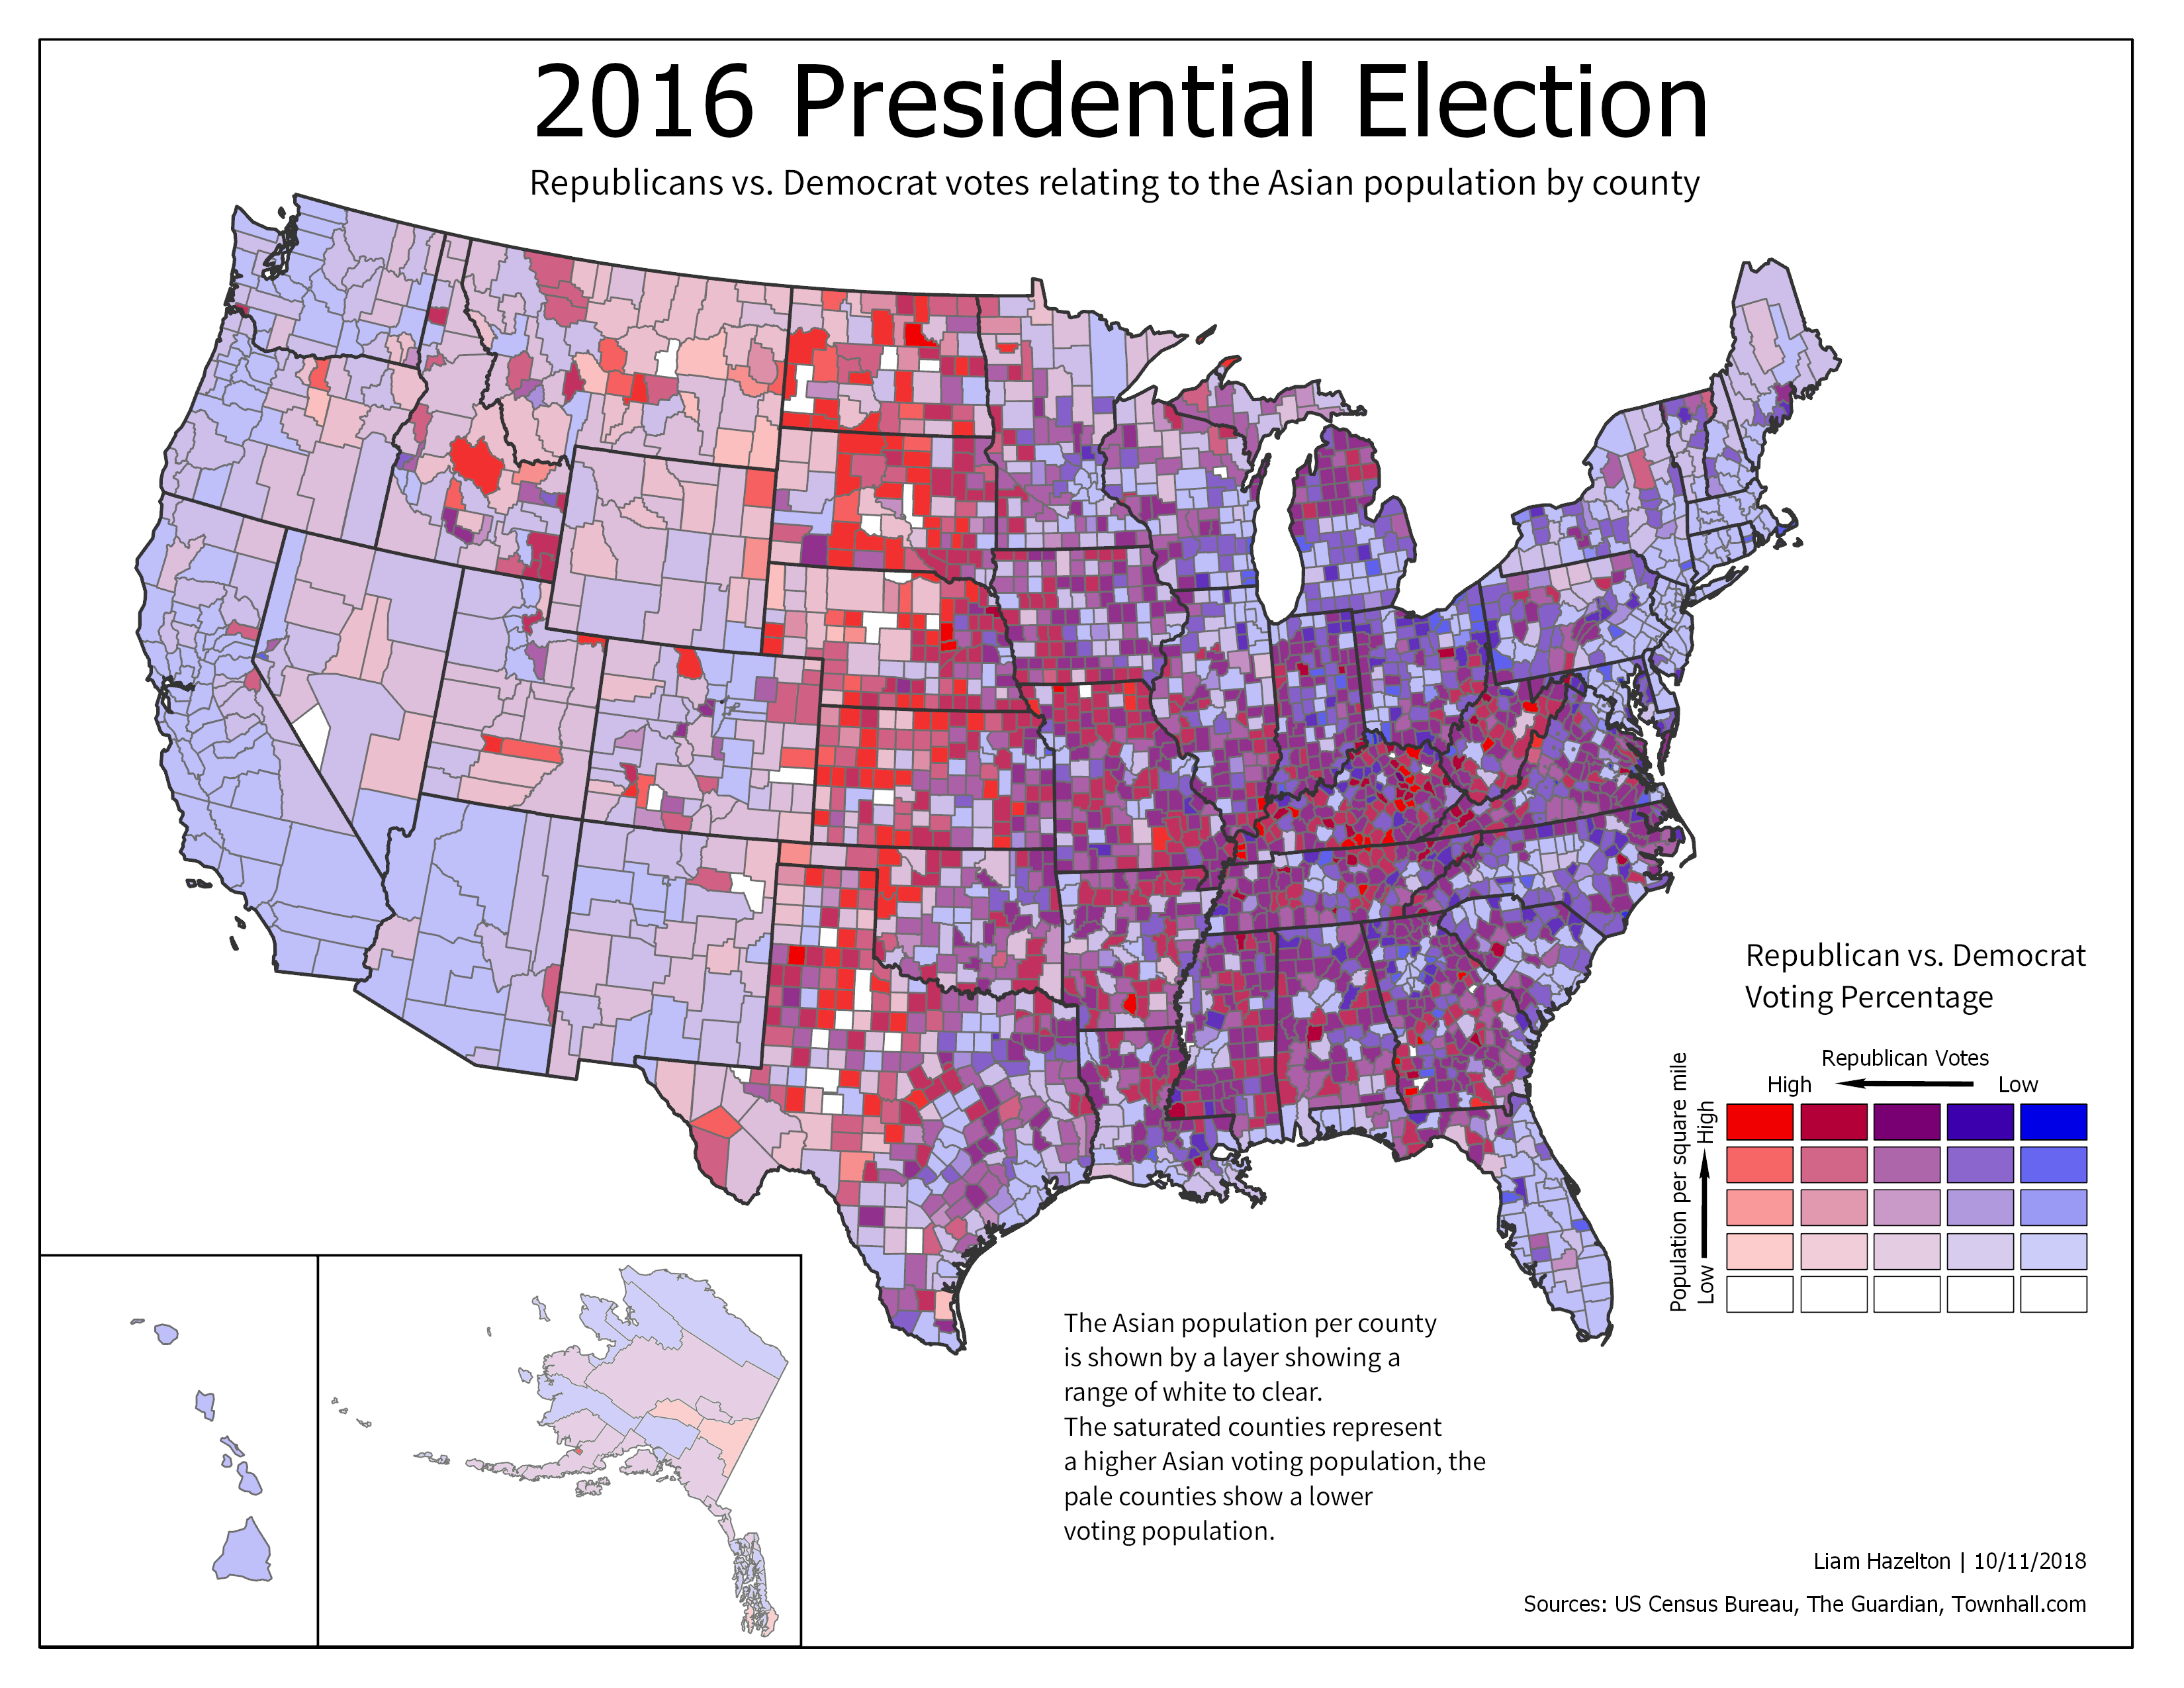 2016 Presidential Election
Republicans vs. Democrat votes relating to the Asian population by county
Republican vs. Democrat
Voting Percentage
Republican Votes
High
Low
Population per square mile
Low
High
The Asian population per county
is shown by a layer showing a
range of white to clear.
The saturated counties represent
a higher Asian voting population, the
pale counties show a lower
voting population.
Liam Hazelton | 10/11/2018
Sources: US Census Bureau, The Guardian, Townhall.com